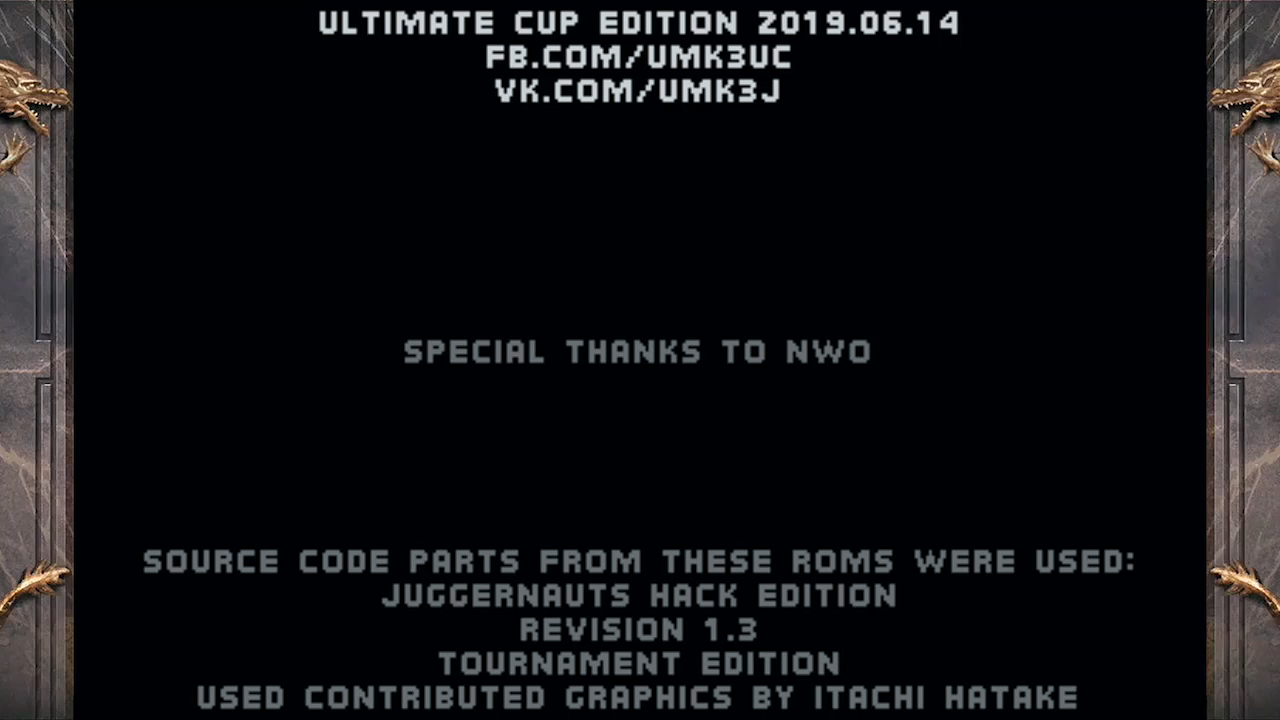 ULTIMATE CUP EDITION 2019.06.14
FB.COM/UMK3UC
VK.COM/UMK3J
SPECIAL THANKS TO NWO
SOURCE CODE PARTS FROM THESE ROMS WERE USED:
JUGGERNAUTS HACK EDITION
REVISION 1.3
TOURNAMENT EDITION
USED CONTRIBUTED GRAPHICS BY ITACHI HATAKE